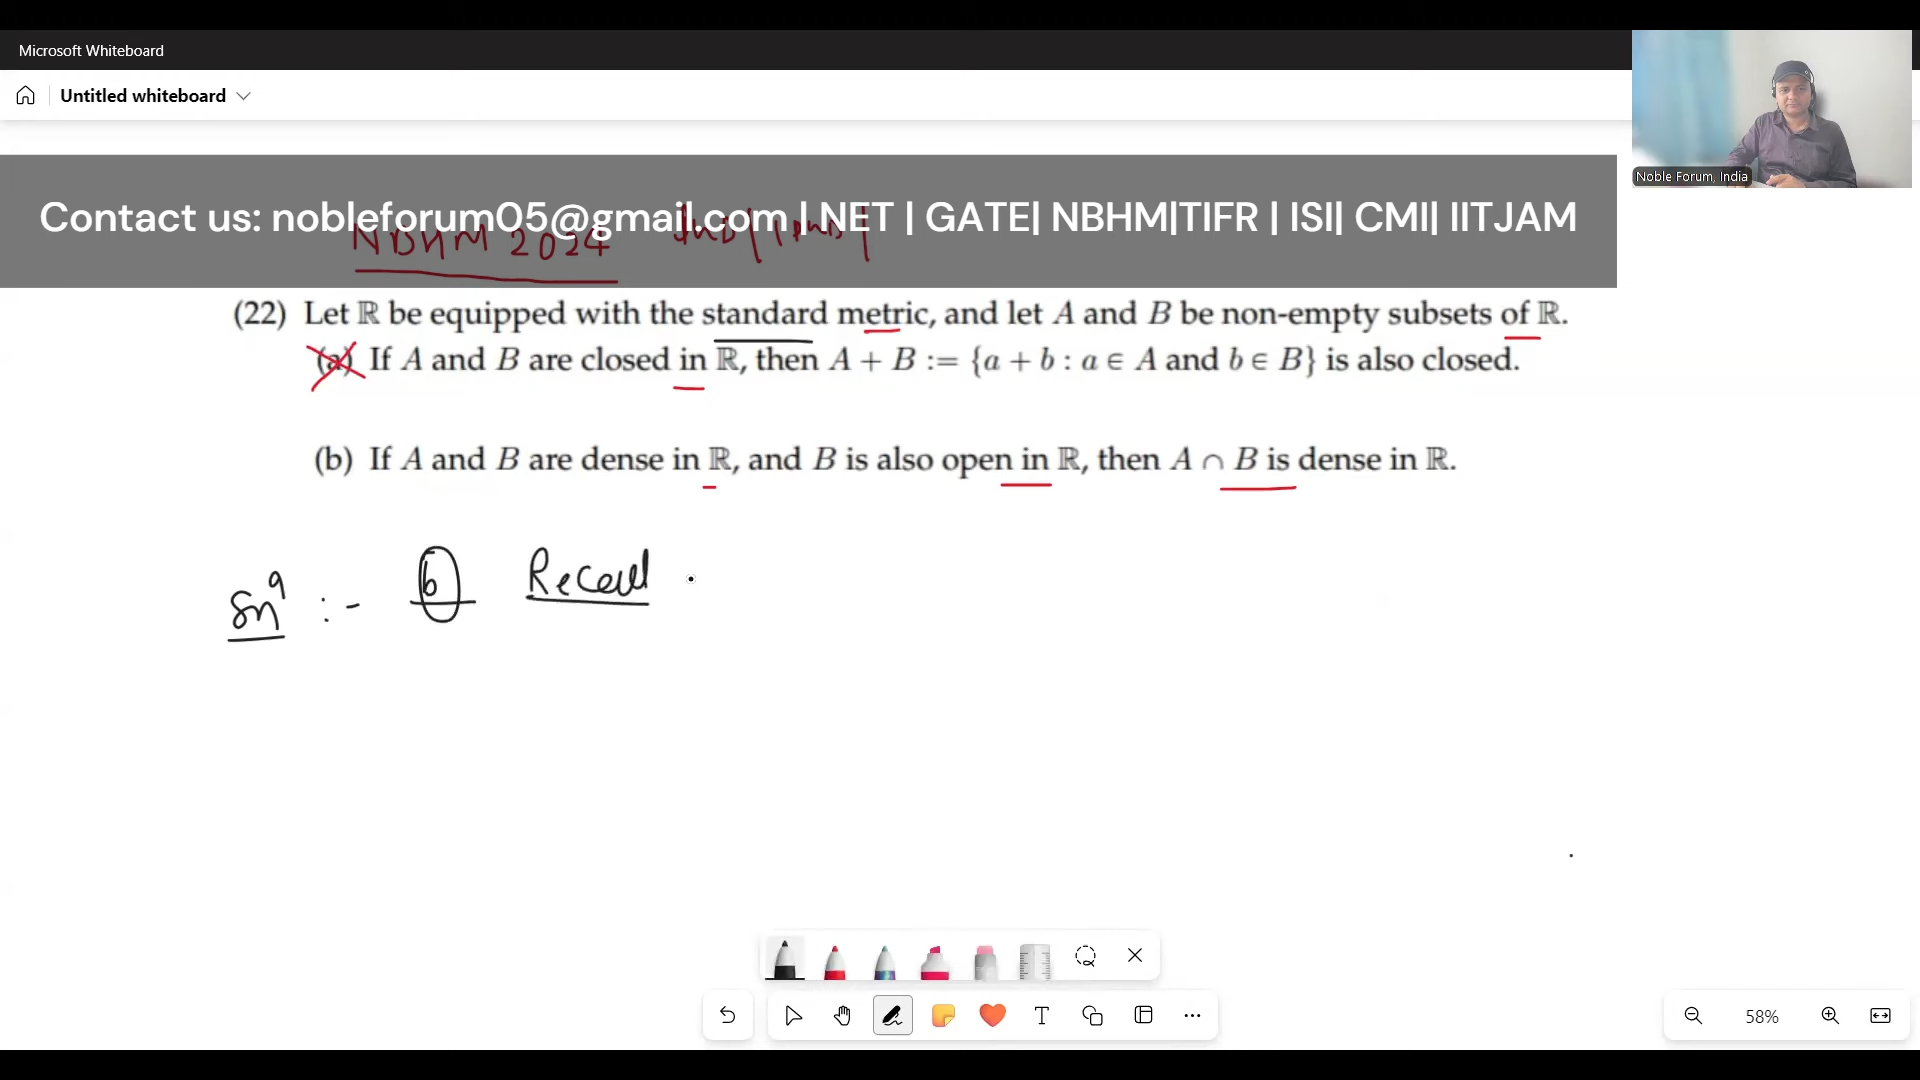 Microsoft Whiteboard
Untitled whiteboard
Noble Forum, India
Contact us: nobleforum05@gmail.com | NET | GATE| NBHM|TIFR | ISI| CMI| IITJAM
NBHM 2024
(22) Let ℝ be equipped with the standard metric, and let A and B be non-empty subsets of ℝ.
(a) If A and B are closed in ℝ, then A + B := {a + b : a ∈ A and b ∈ B} is also closed.
(b) If A and B are dense in ℝ, and B is also open in ℝ, then A ∩ B is dense in ℝ.
Solⁿ :- b Recall
58%